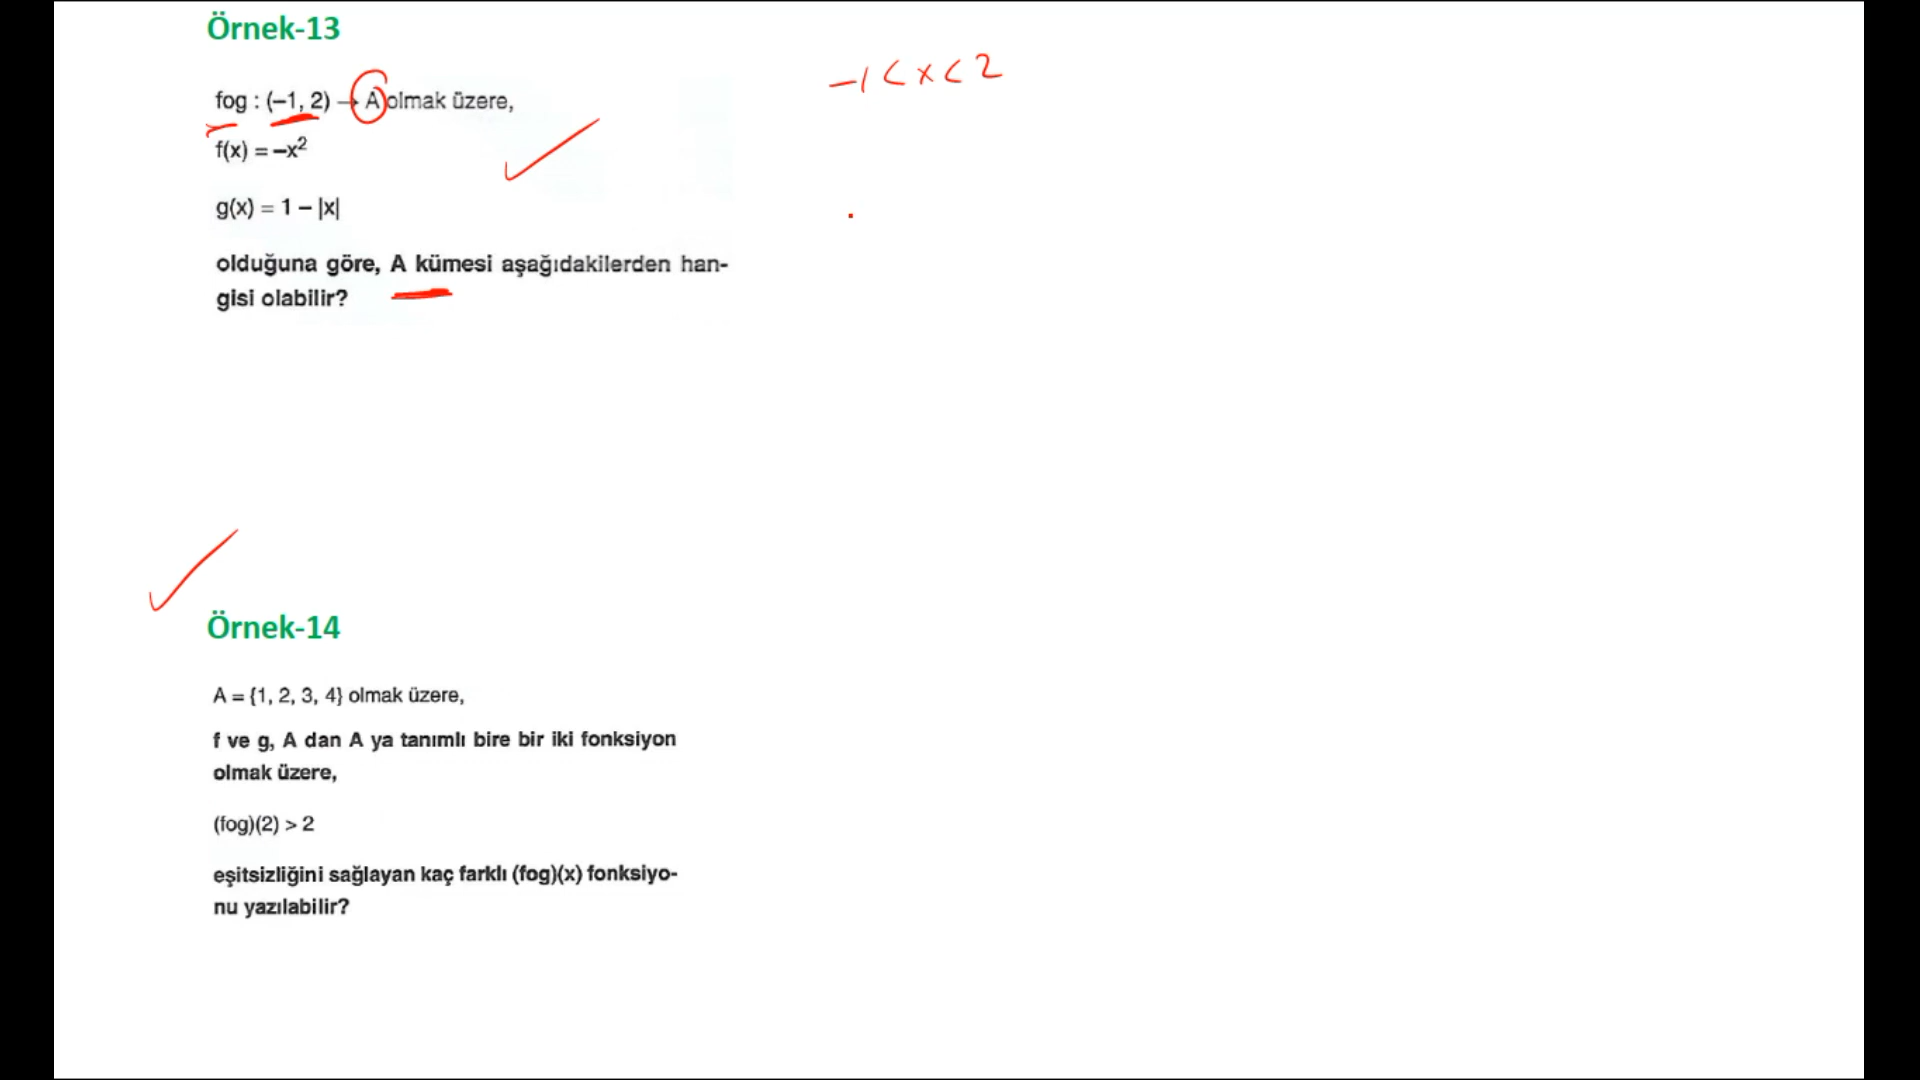 Örnek-13
-1 < x < 2
fog : (–1, 2) → A olmak üzere,
f(x) = –x²
g(x) = 1 – |x|
olduğuna göre, A kümesi aşağıdakilerden han-
gisi olabilir?
Örnek-14
A = {1, 2, 3, 4} olmak üzere,
f ve g, A dan A ya tanımlı bire bir iki fonksiyon
olmak üzere,
(fog)(2) > 2
eşitsizliğini sağlayan kaç farklı (fog)(x) fonksiyo-
nu yazılabilir?